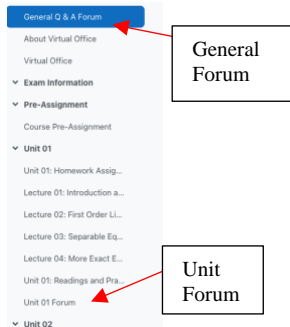 General Q & A Forum
About Virtual Office
Virtual Office
Exam Information
Pre-Assignment
Course Pre-Assignment
Unit 01
Unit 01: Homework Assig...
Lecture 01: Introduction a...
Lecture 02: First Order Li...
Lecture 03: Separable Eq...
Lecture 04: More Exact E...
Unit 01: Readings and Pra...
Unit 01 Forum
Unit 02
General
Forum
Unit
Forum